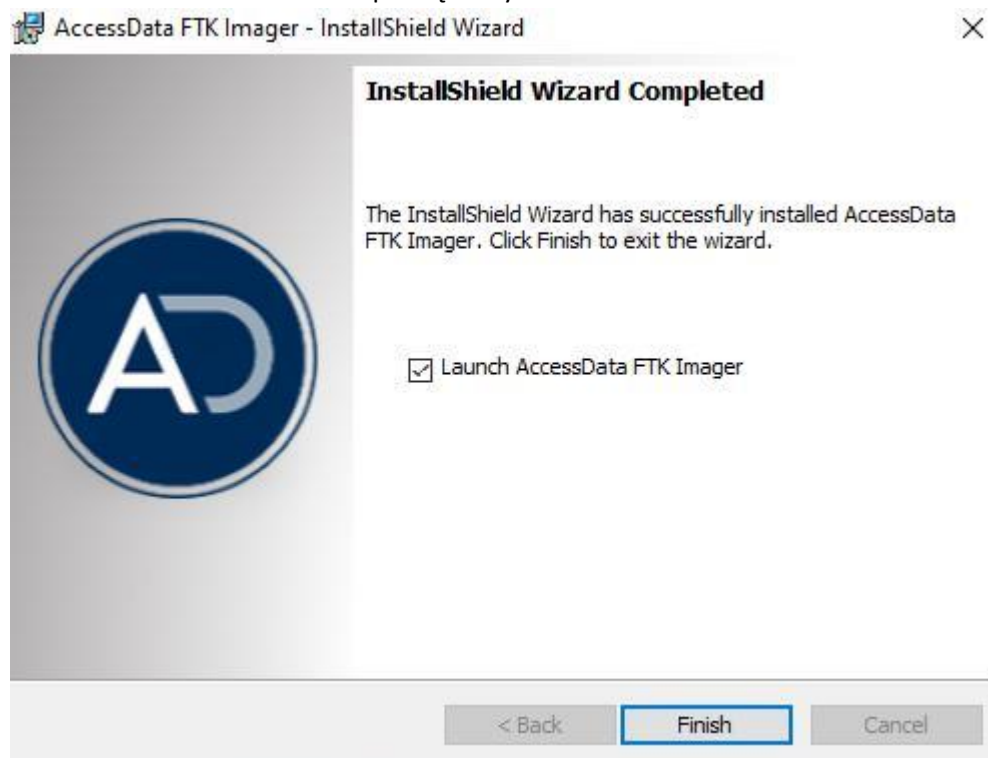 AccessData FTK Imager - InstallShield Wizard
InstallShield Wizard Completed
The InstallShield Wizard has successfully installed AccessData
FTK Imager. Click Finish to exit the wizard.
AD
Launch AccessData FTK Imager
< Back
Finish
Cancel